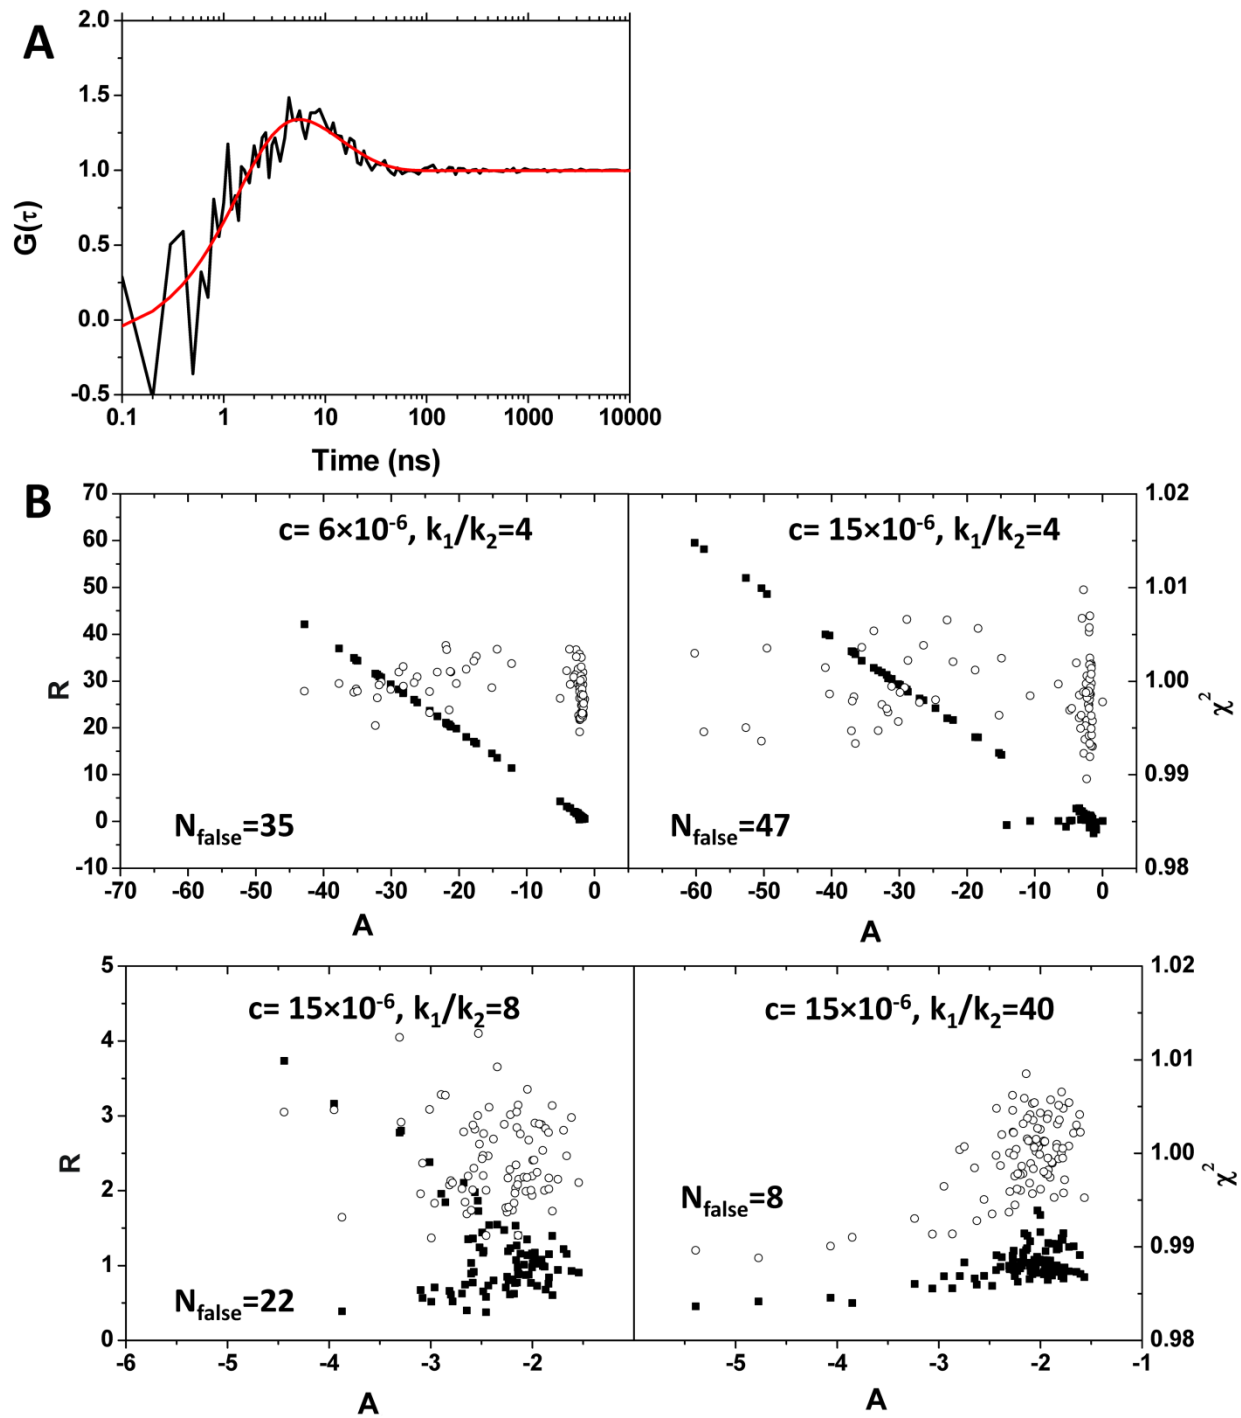 A
2.0
1.5
1.0
0.5
0.0
-0.5
G(τ)
0.1 1 10 100 1000 10000
Time (ns)
B
70
60
50
40
30
20
10
0
-10
R
c= 6×10⁻⁶, k₁/k₂=4
N_false=35
-70 -60 -50 -40 -30 -20 -10 0
A
c= 15×10⁻⁶, k₁/k₂=4
N_false=47
-60 -50 -40 -30 -20 -10 0
A
1.02
1.01
1.00
0.99
0.98
χ²
5
4
3
2
1
0
R
c= 15×10⁻⁶, k₁/k₂=8
N_false=22
-6 -5 -4 -3 -2
A
c= 15×10⁻⁶, k₁/k₂=40
N_false=8
-5 -4 -3 -2 -1
A
1.02
1.01
1.00
0.99
0.98
χ²